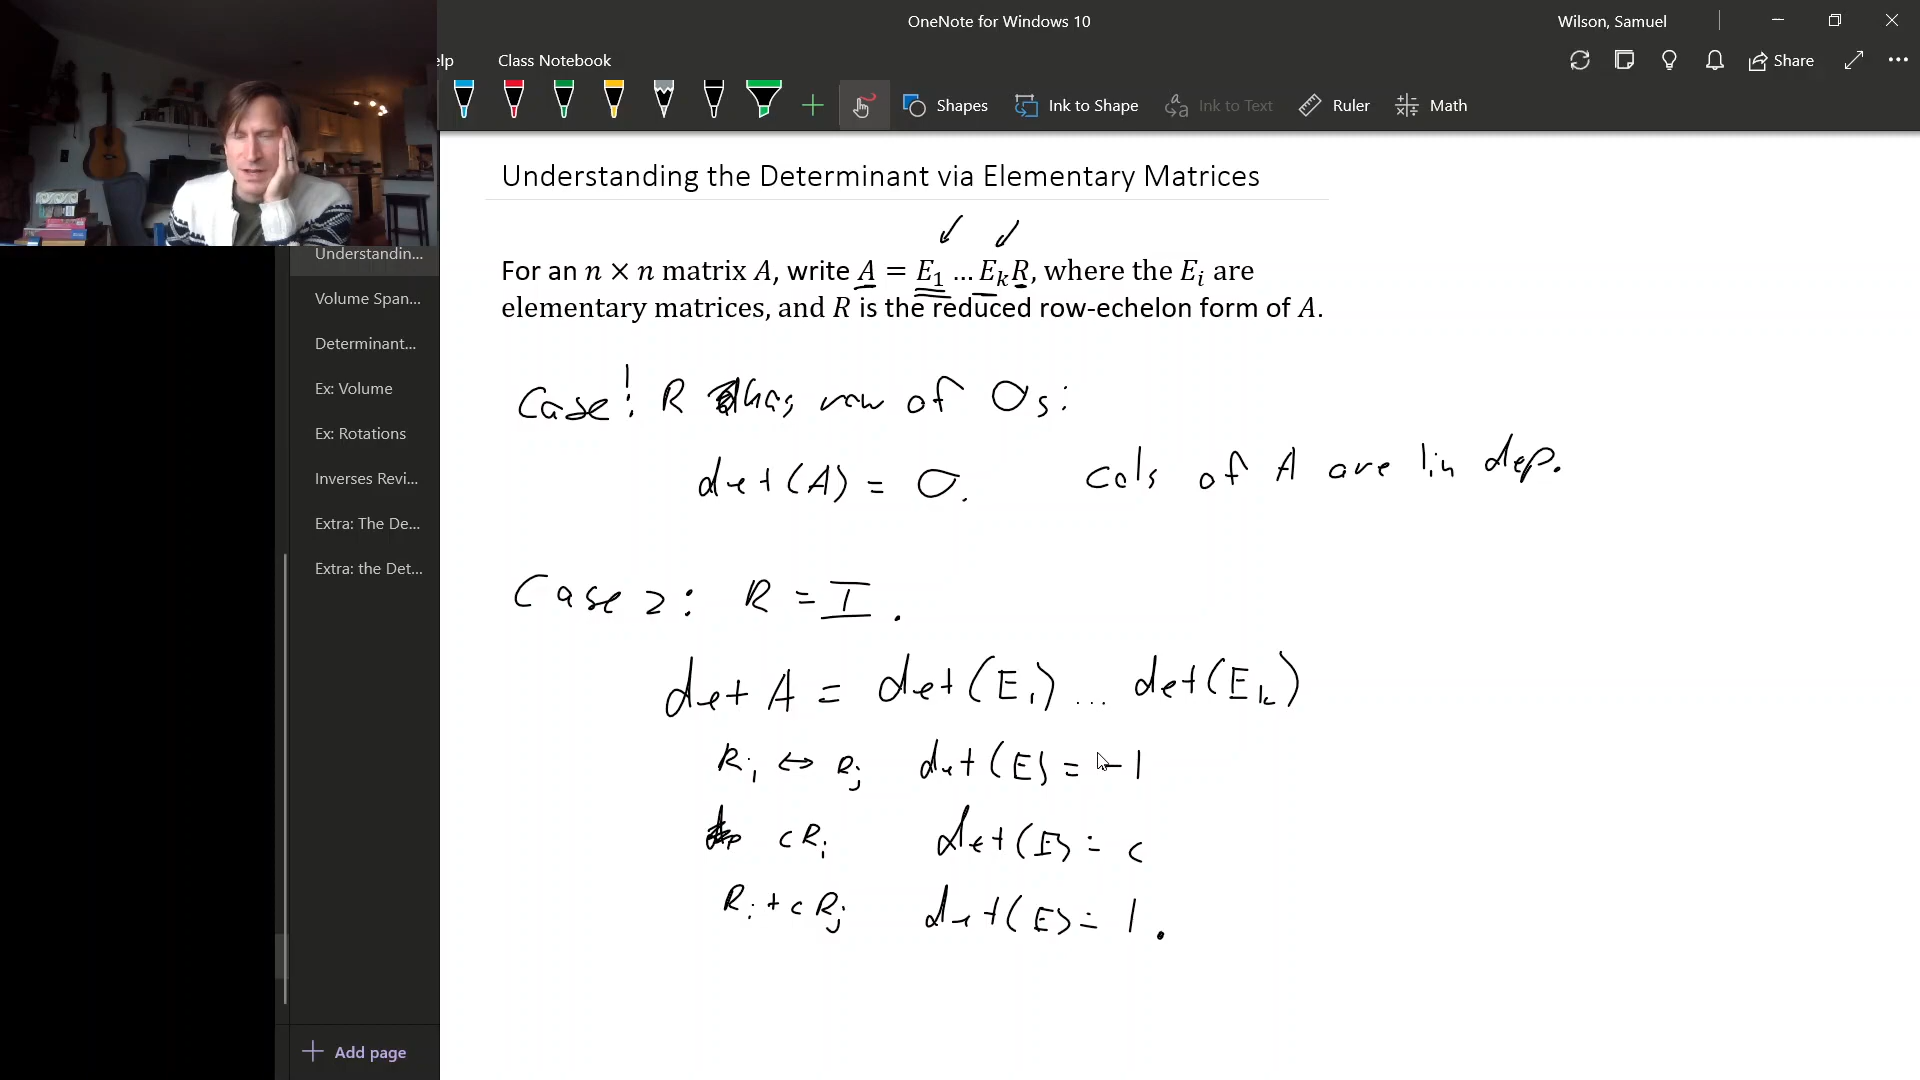 OneNote for Windows 10
Wilson, Samuel
elp
Class Notebook
Share
Shapes
Ink to Shape
Ink to Text
Ruler
Math
Understandin...
Volume Span...
Determinant...
Ex: Volume
Ex: Rotations
Inverses Revi...
Extra: The De...
Extra: the Det...
Add page
Understanding the Determinant via Elementary Matrices
For an n × n matrix A, write A = E₁ ... EₖR, where the Eᵢ are
elementary matrices, and R is the reduced row-echelon form of A.
Case 1: R has row of 0s:
det(A) = 0. cols of A are lin dep.
Case 2: R = I.
det A = det(E₁) ... det(Eₖ)
Rᵢ ↔ Rⱼ det(E) = -1
cRᵢ det(E) = c
Rᵢ + cRⱼ det(E) = 1.